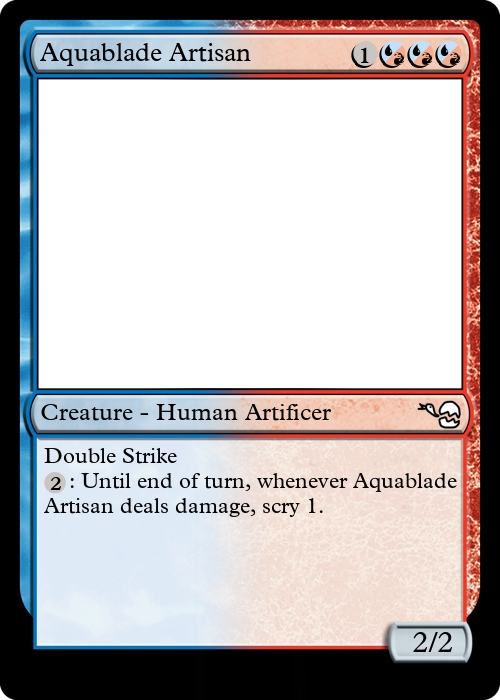 Aquablade Artisan 1
Creature - Human Artificer
Double Strike
2 : Until end of turn, whenever Aquablade
Artisan deals damage, scry 1.
2/2